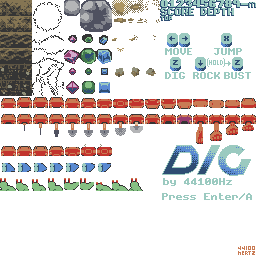 0123456789-m
SCORE DEPTH
MOVE JUMP
Z HOLD Z
DIG ROCK BUST
DIG
by 44100Hz
Press Enter/A
44100
HERTZ